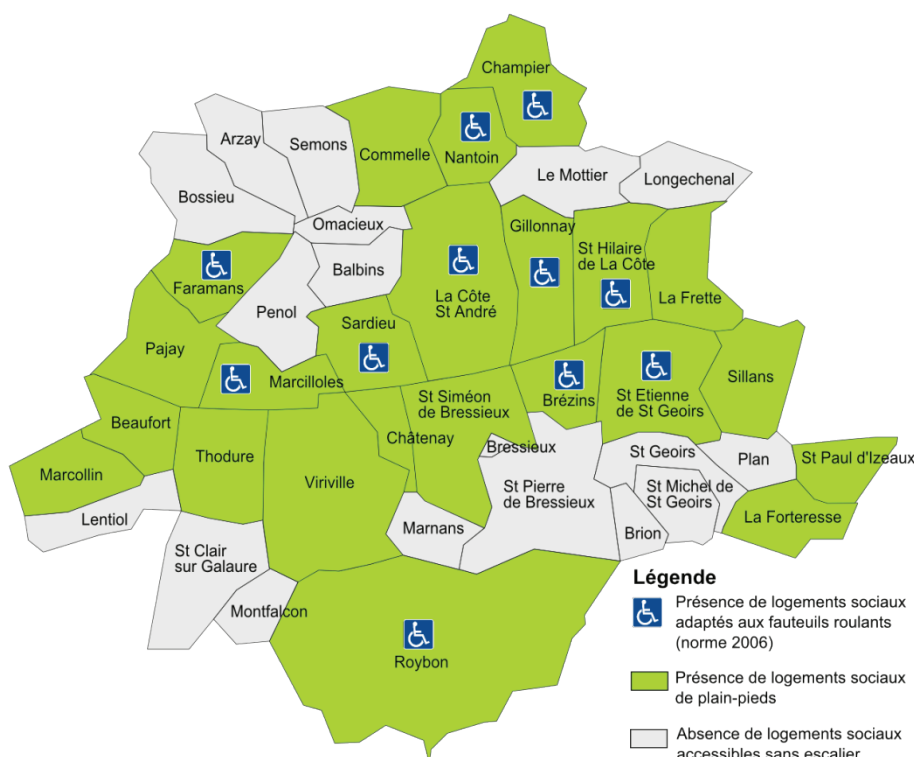 Champier
Arzay
Semons
Commelle
Nantoin
Le Mottier
Longechenal
Bossieu
Omacieux
Gillonnay
St Hilaire
de La Côte
Balbins
Faramans
La Côte
St André
La Frette
Penol
Sardieu
Pajay
Marcilloles
St Siméon
de Bressieux
Brézins
St Etienne
de St Geoirs
Sillans
Beaufort
Châtenay
Bressieux
St Geoirs
Plan
St Paul d'Izeaux
Thodure
Marcollin
Viriville
St Pierre
de Bressieux
St Michel de
St Geoirs
Lentiol
Marnans
Brion
La Forteresse
St Clair
sur Galaure
Montfalcon
Roybon
Légende
Présence de logements sociaux
adaptés aux fauteuils roulants
(norme 2006)
Présence de logements sociaux
de plain-pieds
Absence de logements sociaux
accessibles sans escalier